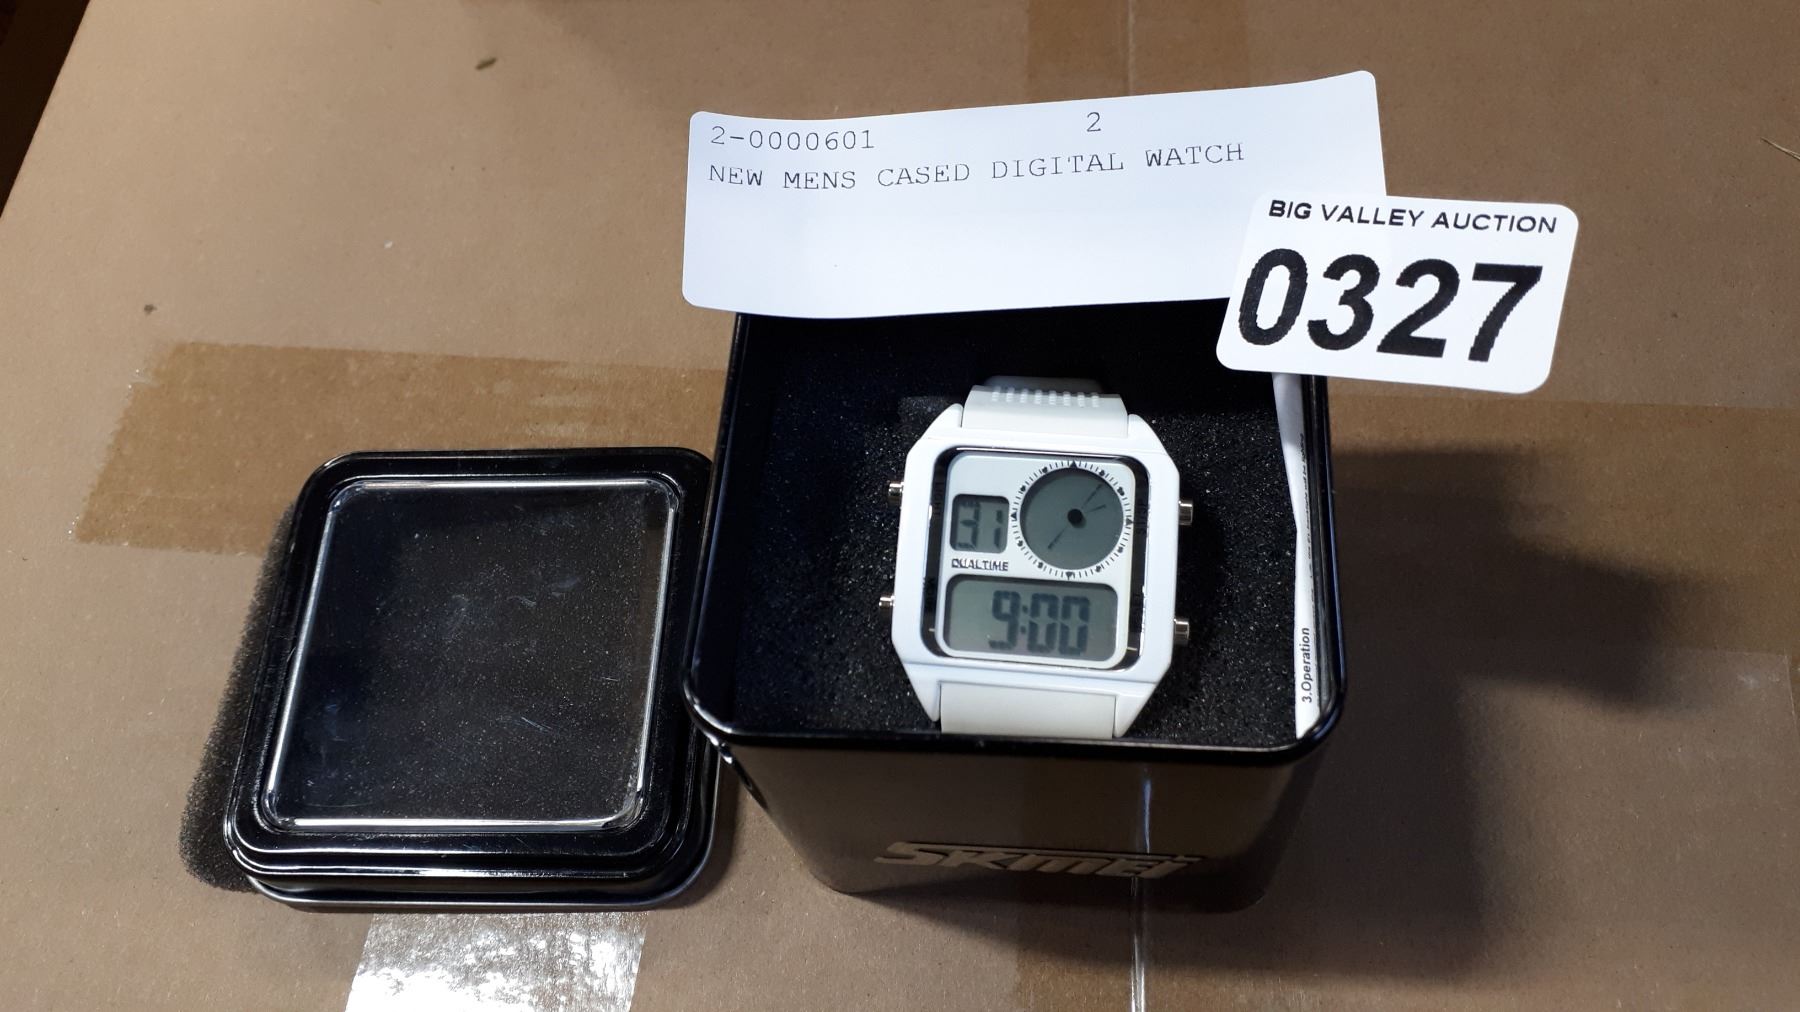 2-0000601 2
NEW MENS CASED DIGITAL WATCH
BIG VALLEY AUCTION
0327
31
DUALTIME
9:00
3.Operation
SKMEI